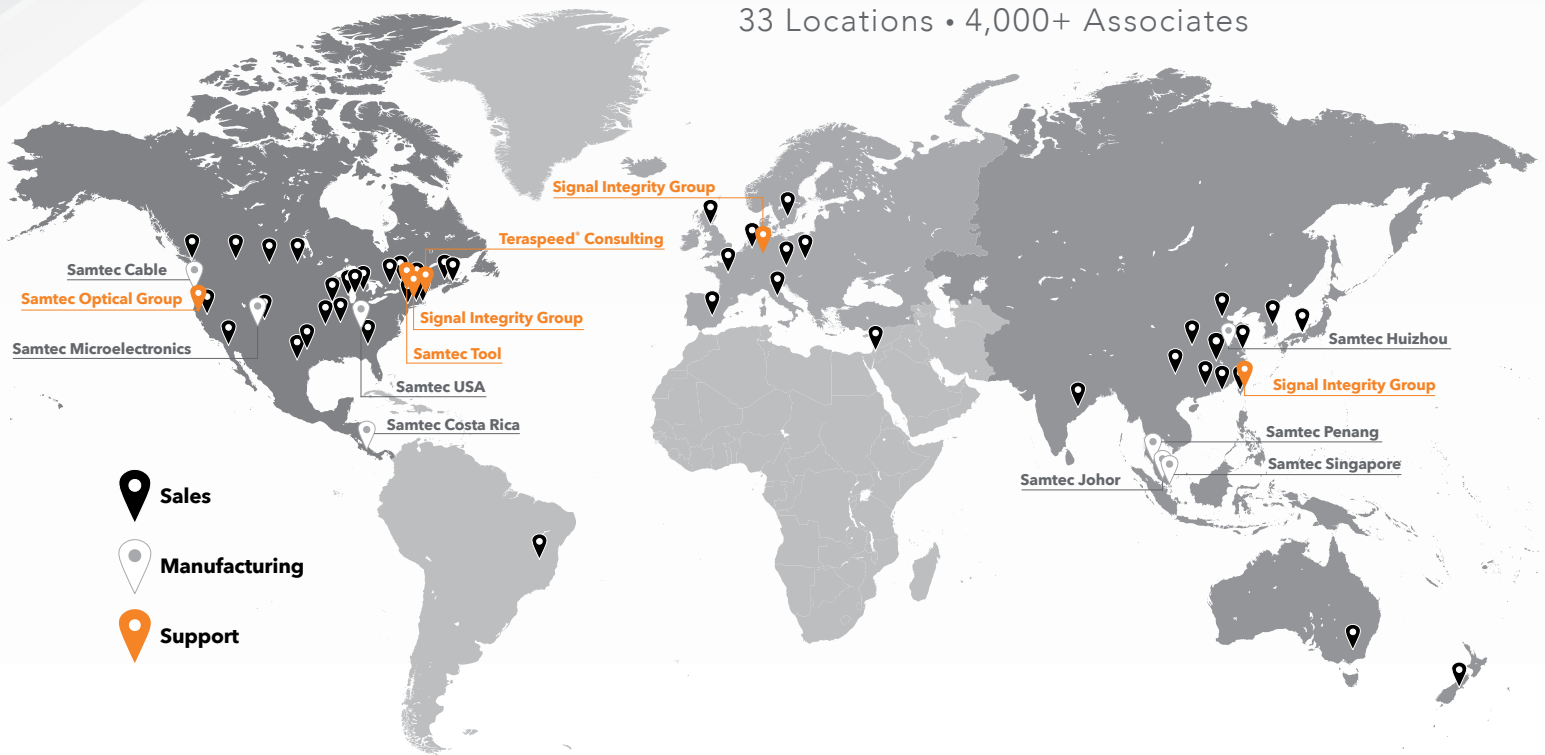 33 Locations • 4,000+ Associates
Signal Integrity Group
Teraspeed® Consulting
Samtec Cable
Samtec Optical Group
Signal Integrity Group
Samtec Microelectronics
Samtec Tool
Samtec USA
Samtec Costa Rica
Samtec Huizhou
Signal Integrity Group
Samtec Penang
Samtec Singapore
Samtec Johor
Sales
Manufacturing
Support